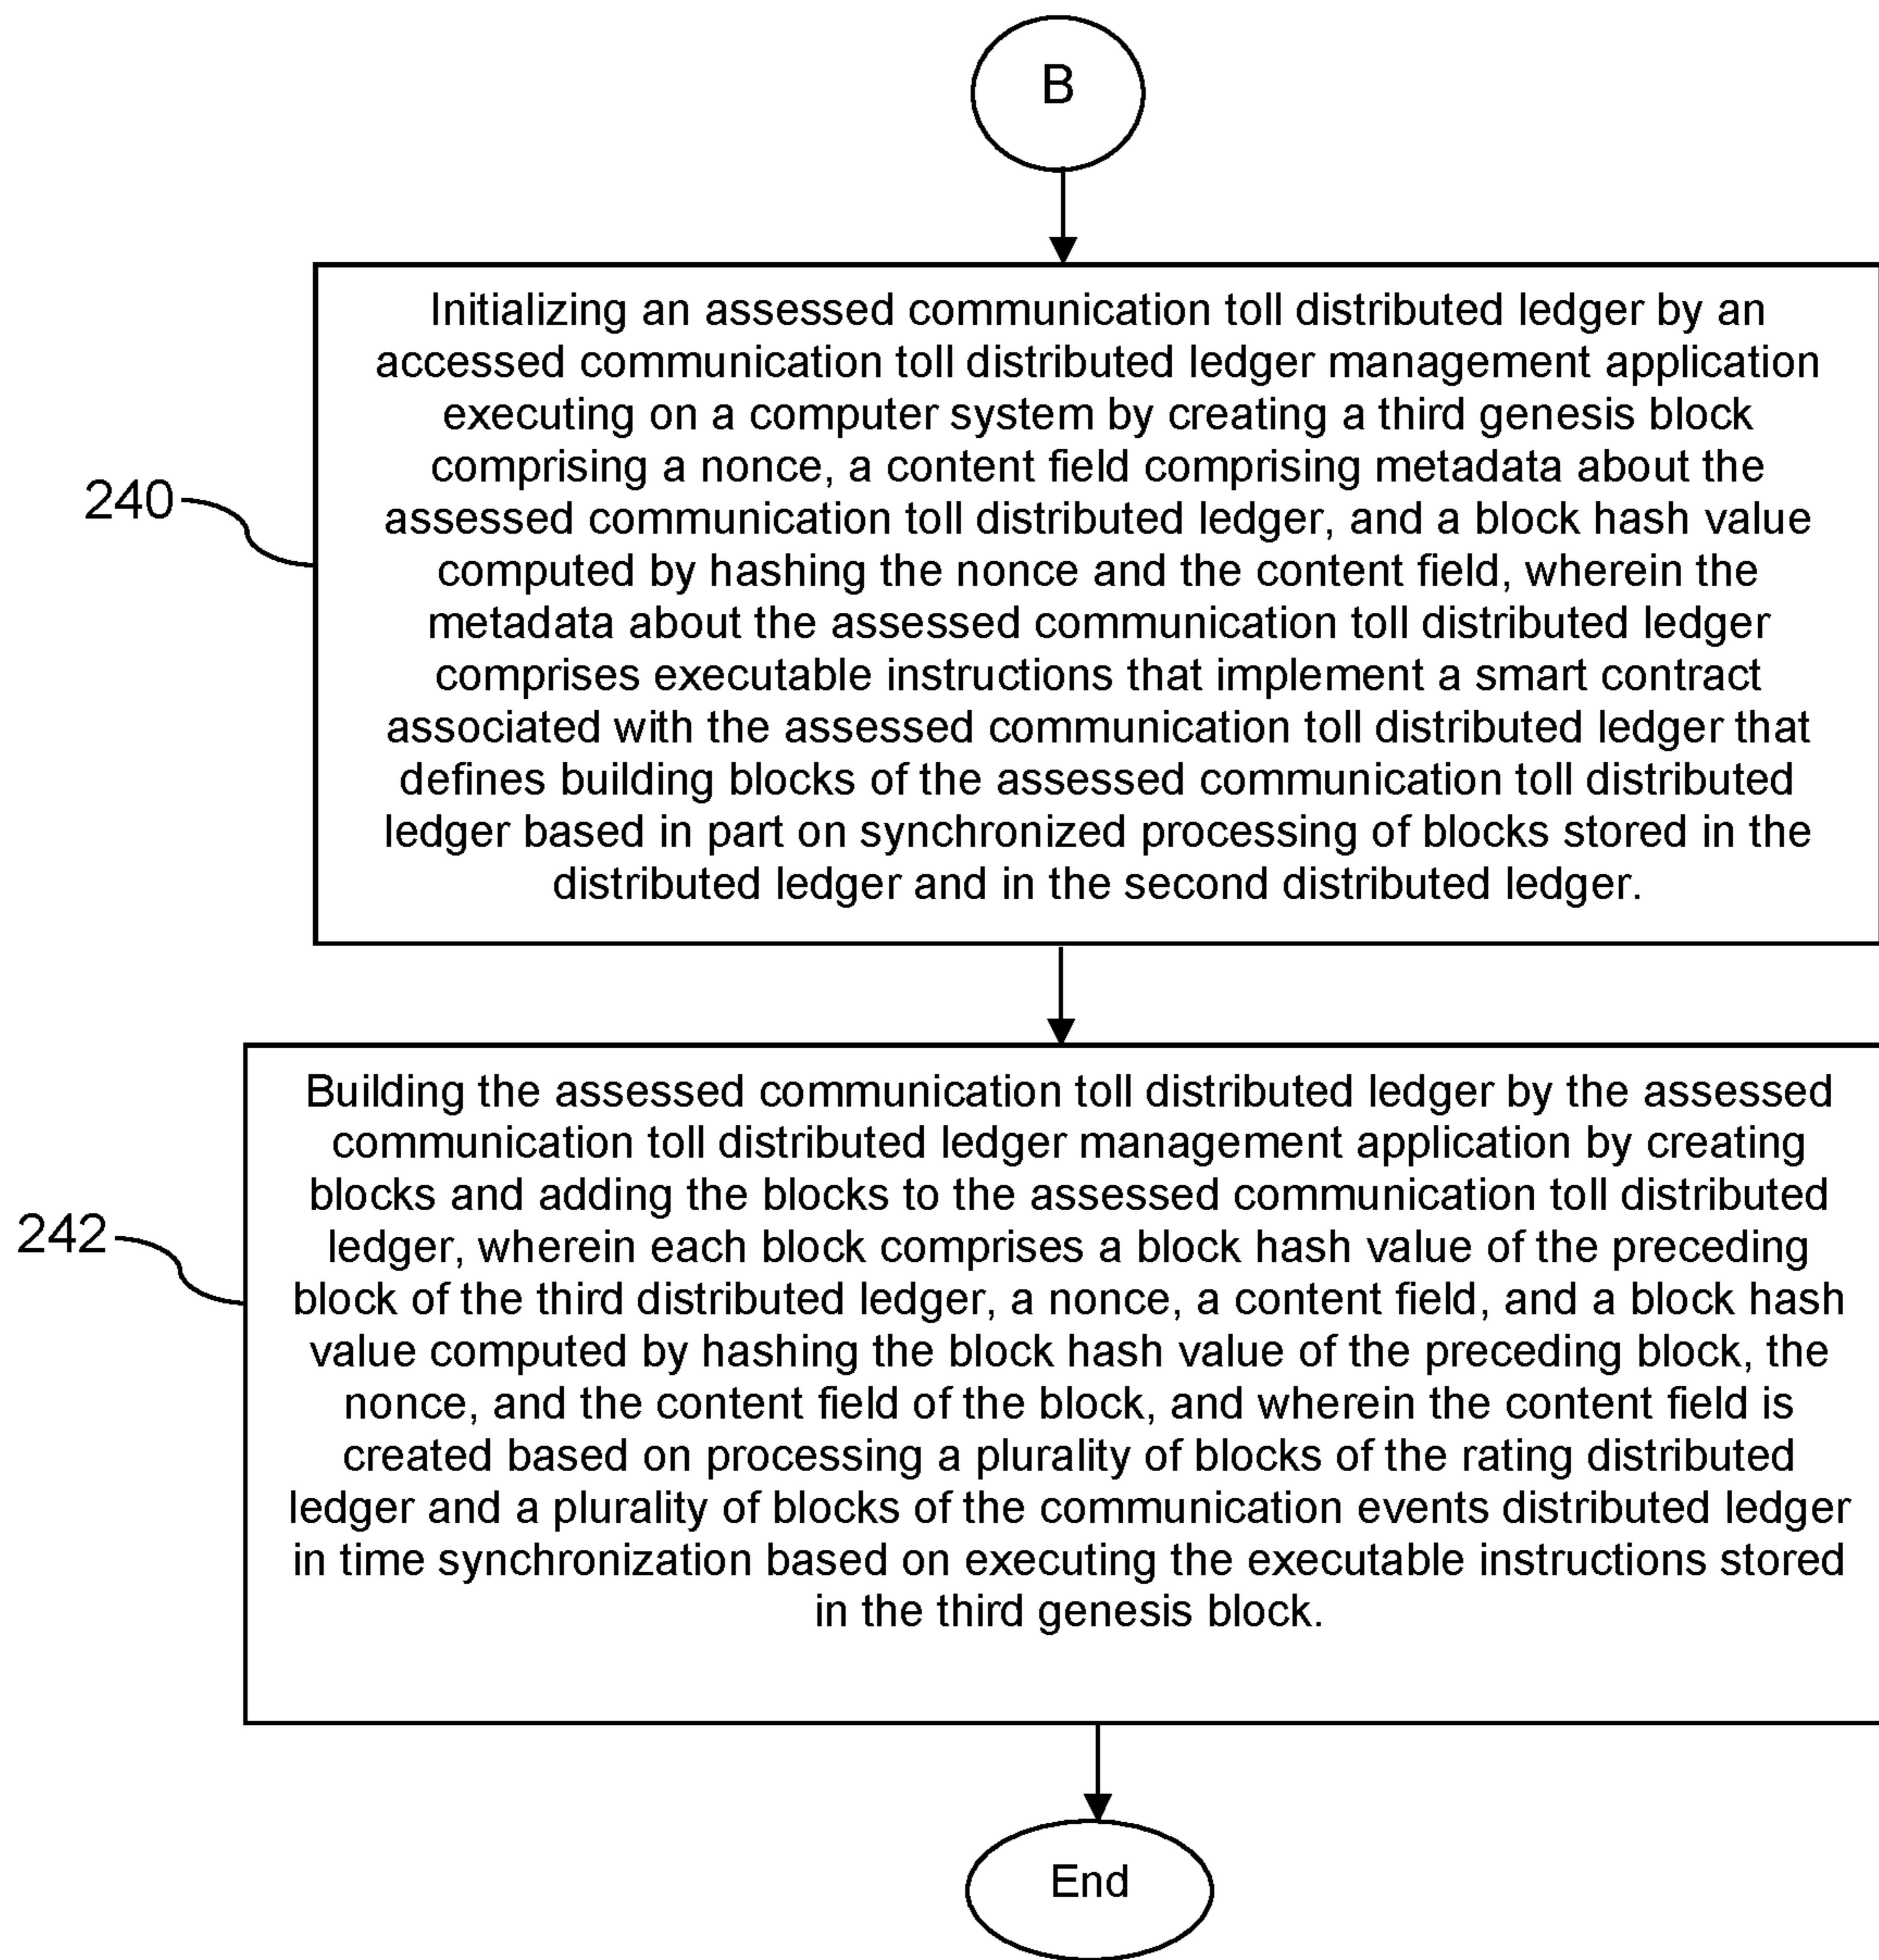 B
Initializing an assessed communication toll distributed ledger by an
accessed communication toll distributed ledger management application
executing on a computer system by creating a third genesis block
comprising a nonce, a content field comprising metadata about the
240
assessed communication toll distributed ledger, and a block hash value
computed by hashing the nonce and the content field, wherein the
metadata about the assessed communication toll distributed ledger
comprises executable instructions that implement a smart contract
associated with the assessed communication toll distributed ledger that
defines building blocks of the assessed communication toll distributed
ledger based in part on synchronized processing of blocks stored in the
distributed ledger and in the second distributed ledger.
Building the assessed communication toll distributed ledger by the assessed
communication toll distributed ledger management application by creating
blocks and adding the blocks to the assessed communication toll distributed
242
ledger, wherein each block comprises a block hash value of the preceding
block of the third distributed ledger, a nonce, a content field, and a block hash
value computed by hashing the block hash value of the preceding block, the
nonce, and the content field of the block, and wherein the content field is
created based on processing a plurality of blocks of the rating distributed
ledger and a plurality of blocks of the communication events distributed ledger
in time synchronization based on executing the executable instructions stored
in the third genesis block.
End